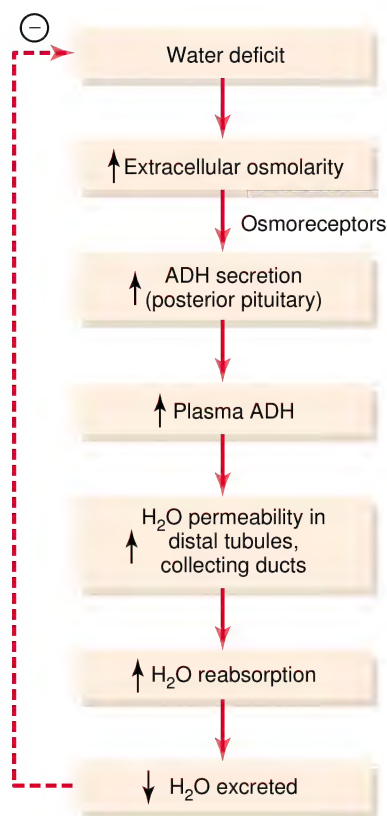 −
Water deficit
↑ Extracellular osmolarity
Osmoreceptors
↑ ADH secretion
(posterior pituitary)
↑ Plasma ADH
↑ H₂O permeability in
distal tubules,
collecting ducts
↑ H₂O reabsorption
↓ H₂O excreted